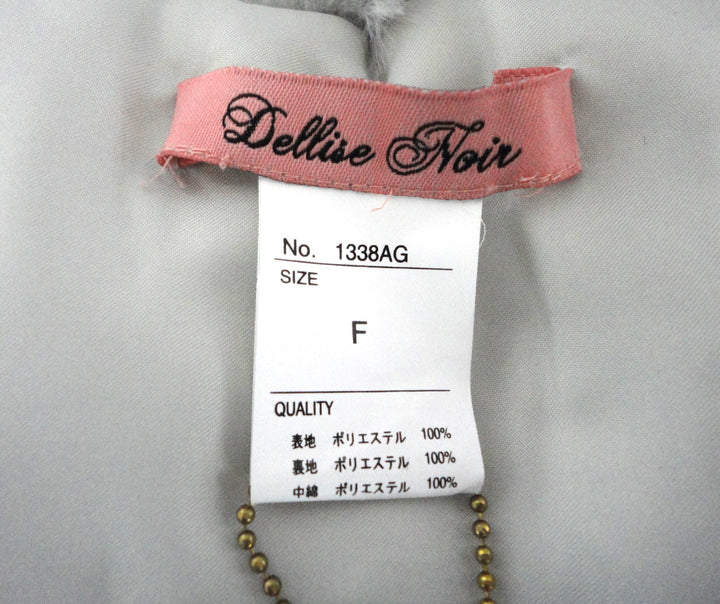 Dellise Noir
No. 1338AG
SIZE
F
QUALITY
表地 ポリエステル 100%
裏地 ポリエステル 100%
中綿 ポリエステル 100%